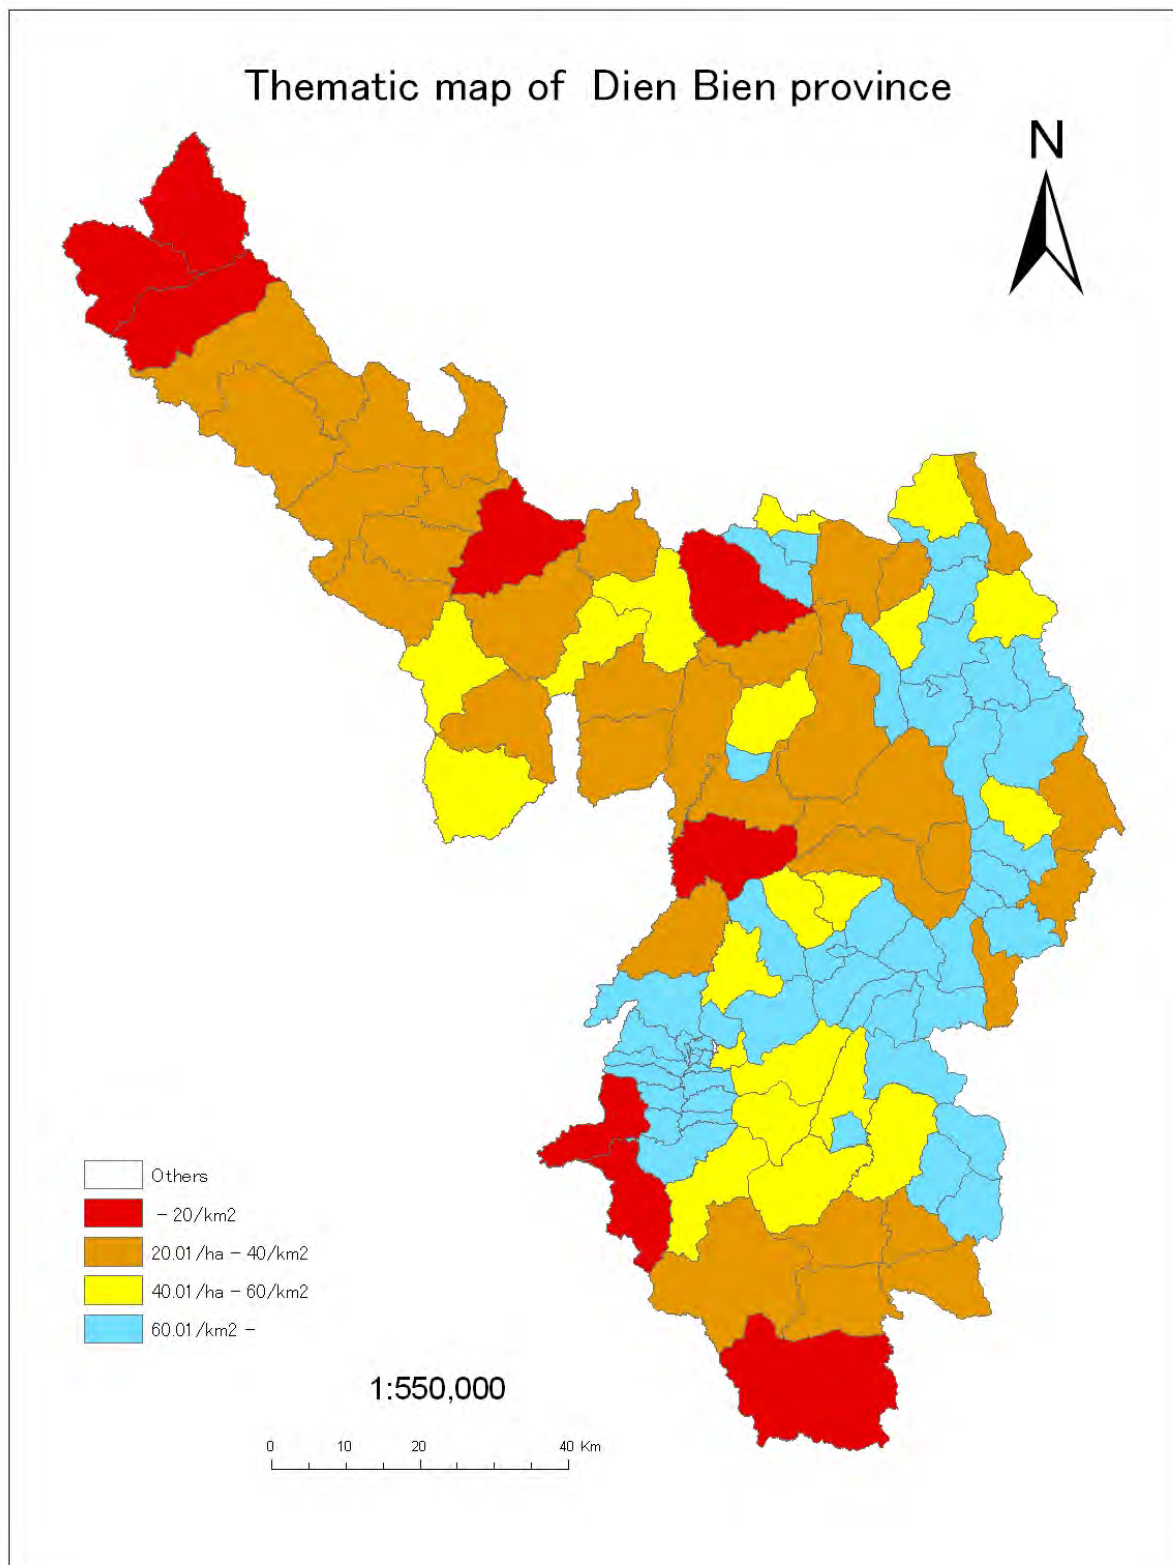 Thematic map of Dien Bien province
N
Others
- 20/km2
20.01/ha - 40/km2
40.01/ha - 60/km2
60.01/km2 -
1:550,000
0 10 20 40 Km